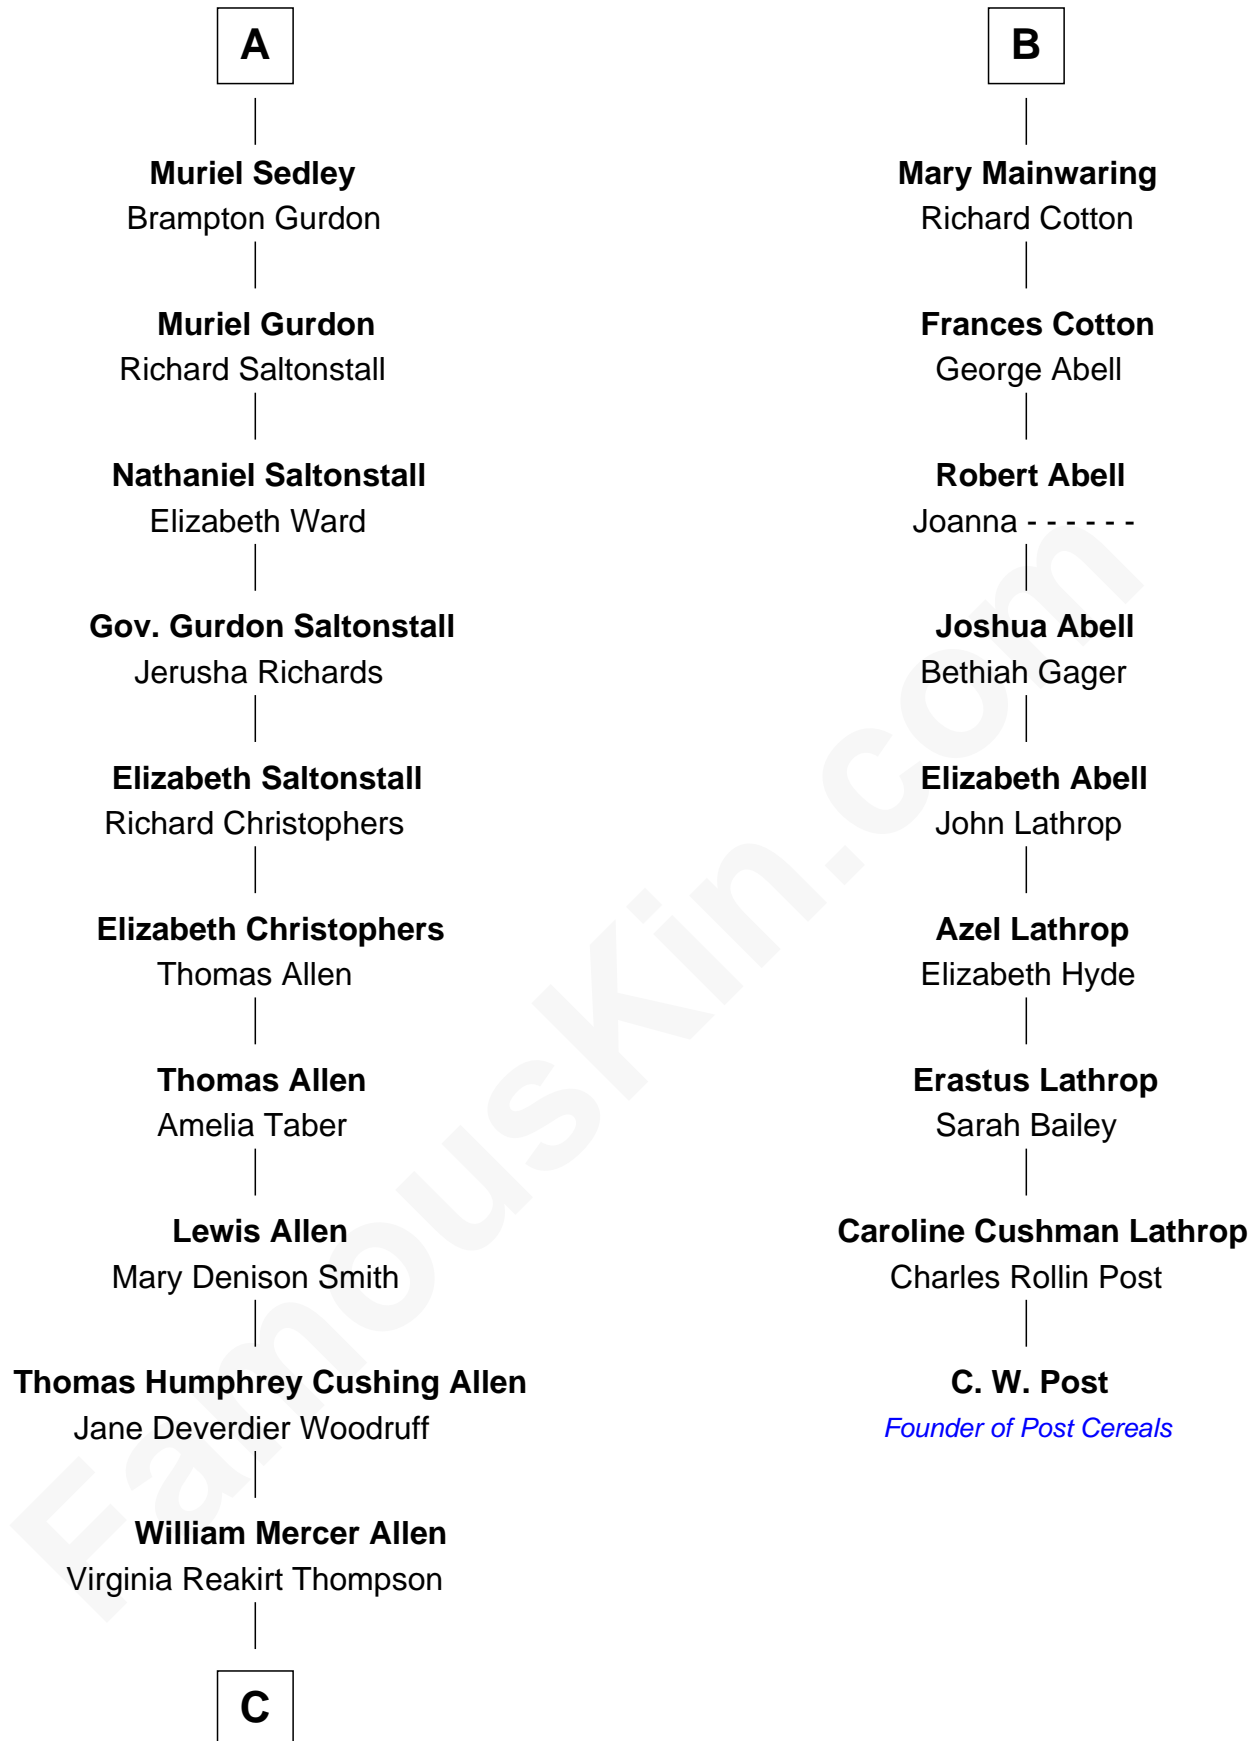 A
Muriel Sedley
Brampton Gurdon
Muriel Gurdon
Richard Saltonstall
Nathaniel Saltonstall
Elizabeth Ward
Gov. Gurdon Saltonstall
Jerusha Richards
Elizabeth Saltonstall
Richard Christophers
Elizabeth Christophers
Thomas Allen
Thomas Allen
Amelia Taber
Lewis Allen
Mary Denison Smith
Thomas Humphrey Cushing Allen
Jane Deverdier Woodruff
William Mercer Allen
Virginia Reakirt Thompson
C
B
Mary Mainwaring
Richard Cotton
Frances Cotton
George Abell
Robert Abell
Joanna - - - - - -
Joshua Abell
Bethiah Gager
Elizabeth Abell
John Lathrop
Azel Lathrop
Elizabeth Hyde
Erastus Lathrop
Sarah Bailey
Caroline Cushman Lathrop
Charles Rollin Post
C. W. Post
Founder of Post Cereals
FamousKin.com